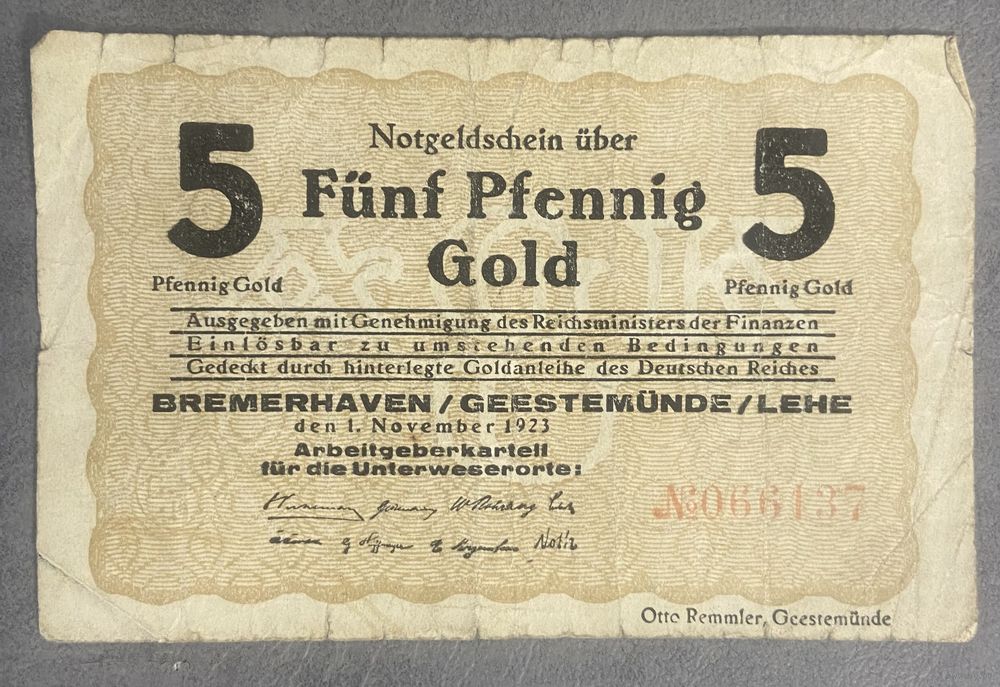 Notgeldschein über
5 Fünf Pfennig 5
Gold
Pfennig Gold Pfennig Gold
Ausgegeben mit Genehmigung des Reichsministers der Finanzen
Einlösbar zu umstehenden Bedingungen
Gedeckt durch hinterlegte Goldanleihe des Deutschen Reiches
BREMERHAVEN / GEESTEMÜNDE / LEHE
den 1. November 1923
Arbeitgeberkartell
für die Unterweserorte:
№066137
Noth
Otto Remmler, Geestemünde